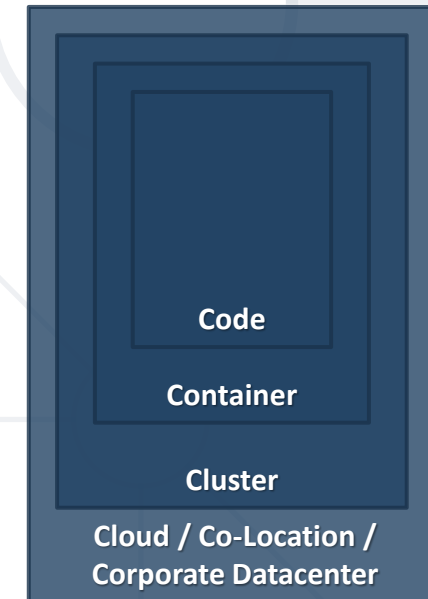 Code
Container
Cluster
Cloud / Co-Location /
Corporate Datacenter